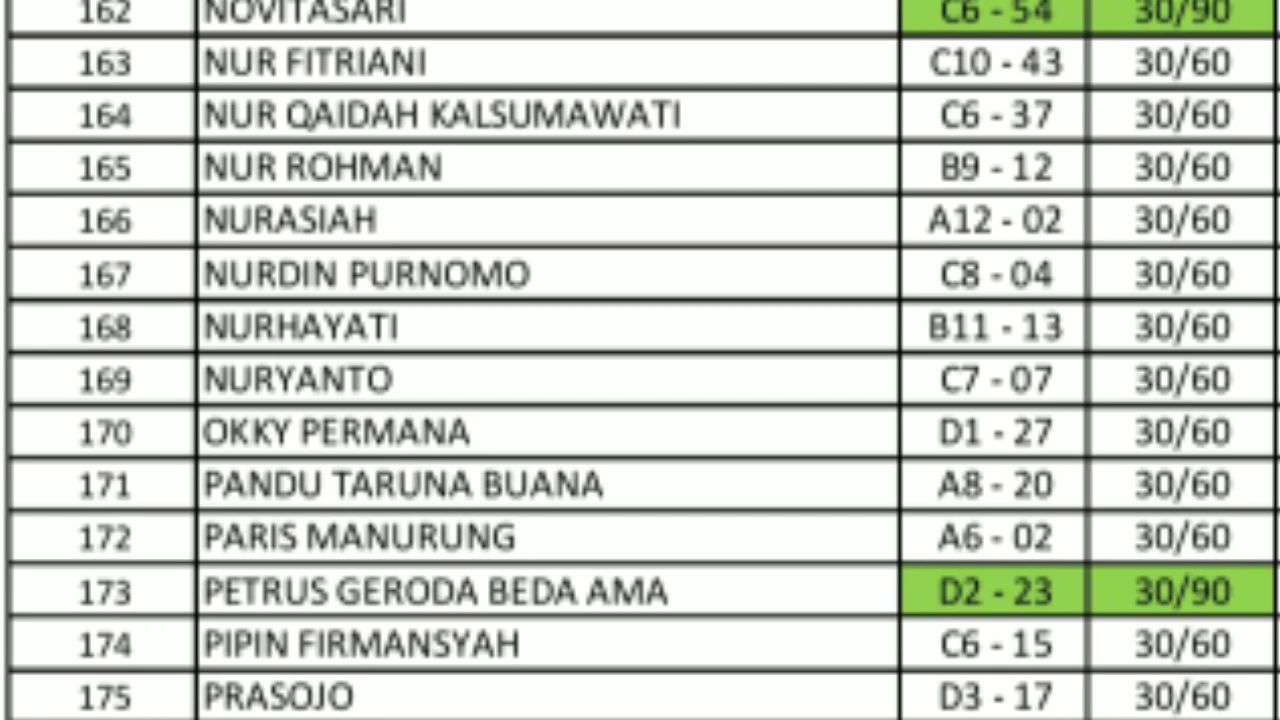 162 NOVITASARI C6 - 54 30/90
163 NUR FITRIANI C10 - 43 30/60
164 NUR QAIDAH KALSUMAWATI C6 - 37 30/60
165 NUR ROHMAN B9 - 12 30/60
166 NURASIAH A12 - 02 30/60
167 NURDIN PURNOMO C8 - 04 30/60
168 NURHAYATI B11 - 13 30/60
169 NURYANTO C7 - 07 30/60
170 OKKY PERMANA D1 - 27 30/60
171 PANDU TARUNA BUANA A8 - 20 30/60
172 PARIS MANURUNG A6 - 02 30/60
173 PETRUS GERODA BEDA AMA D2 - 23 30/90
174 PIPIN FIRMANSYAH C6 - 15 30/60
175 PRASOJO D3 - 17 30/60